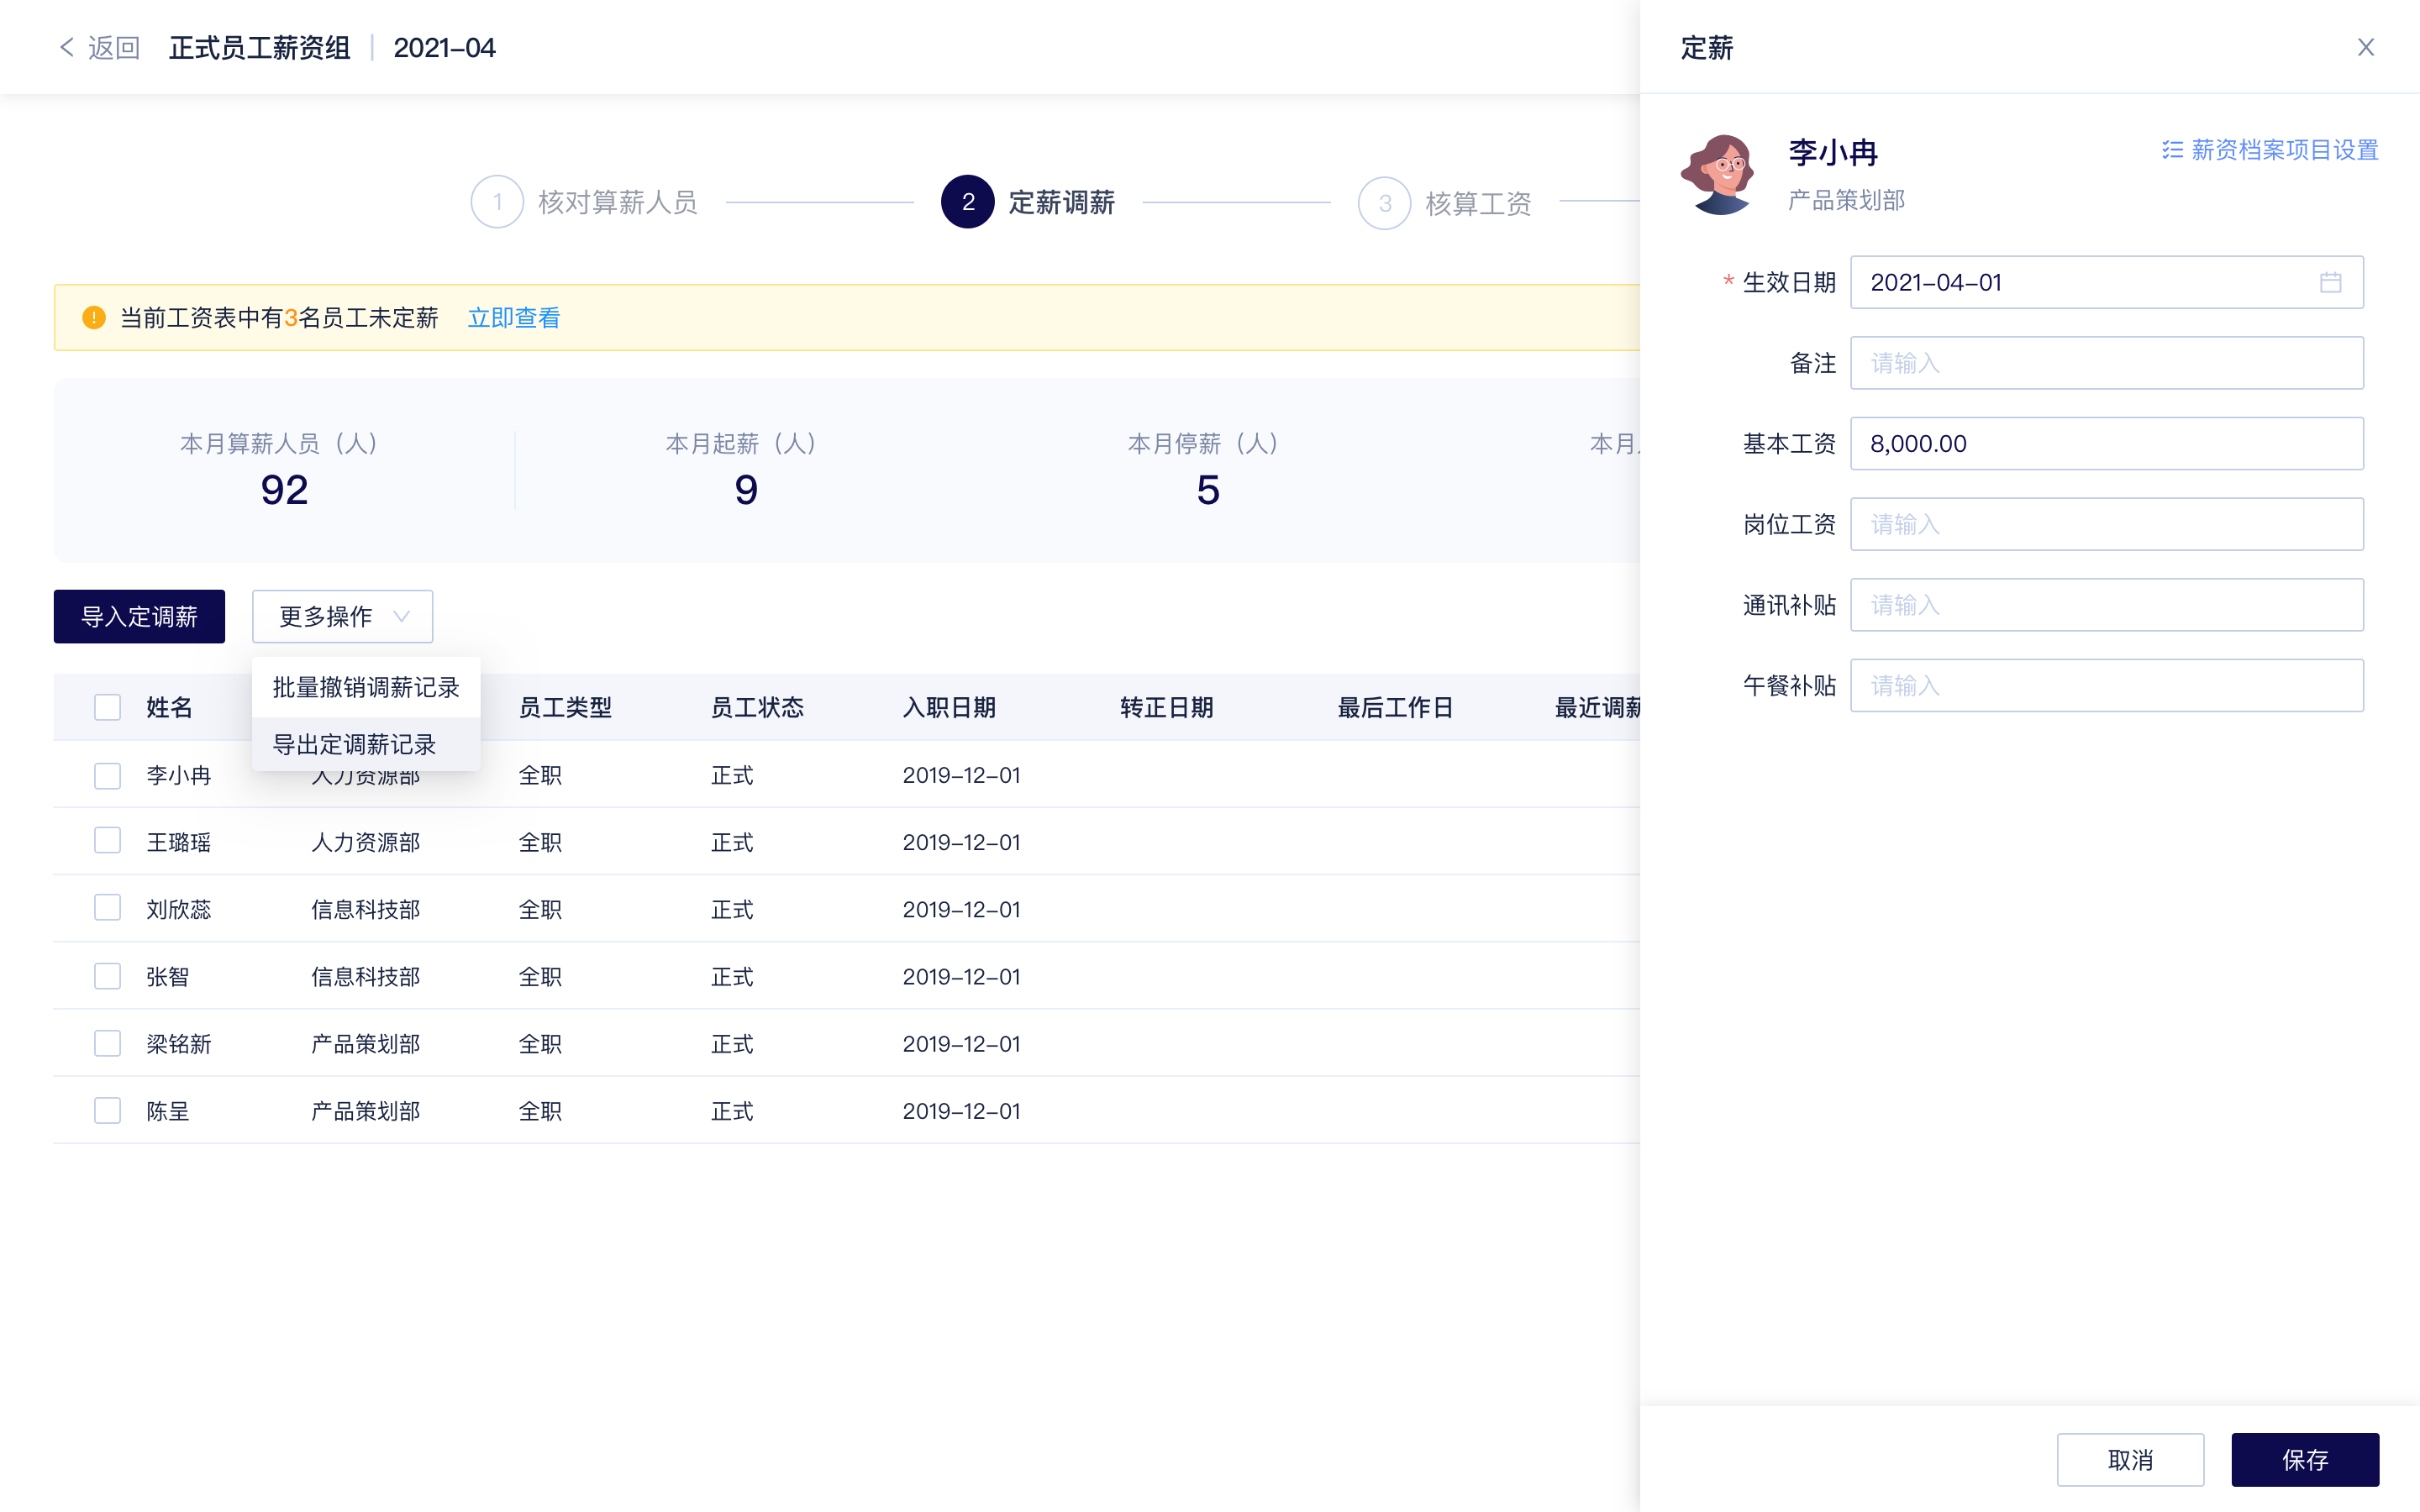 返回 正式员工薪资组 2021-04
1 核对算薪人员 2 定薪调薪 3 核算工资
当前工资表中有3名员工未定薪 立即查看
本月算薪人员（人） 本月起薪（人） 本月停薪（人） 本月
92 9 5
导入定调薪 更多操作
批量撤销调薪记录
导出定调薪记录
姓名 员工类型 员工状态 入职日期 转正日期 最后工作日 最近调薪
李小冉 人力资源部 全职 正式 2019-12-01
王璐瑶 人力资源部 全职 正式 2019-12-01
刘欣蕊 信息科技部 全职 正式 2019-12-01
张智 信息科技部 全职 正式 2019-12-01
梁铭新 产品策划部 全职 正式 2019-12-01
陈呈 产品策划部 全职 正式 2019-12-01
定薪
李小冉 薪资档案项目设置
产品策划部
* 生效日期 2021-04-01
备注 请输入
基本工资 8,000.00
岗位工资 请输入
通讯补贴 请输入
午餐补贴 请输入
取消 保存